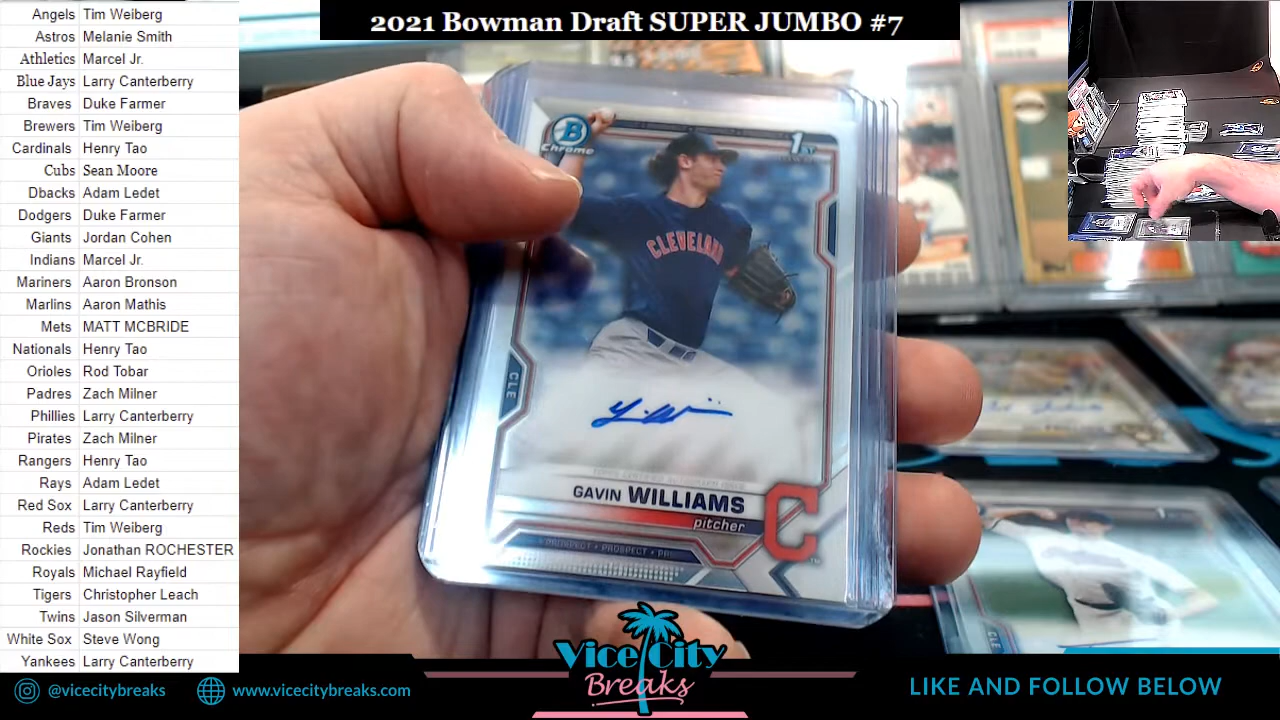 2021 Bowman Draft SUPER JUMBO #7
Angels Tim Weiberg
Astros Melanie Smith
Athletics Marcel Jr.
Blue Jays Larry Canterberry
Braves Duke Farmer
Brewers Tim Weiberg
Cardinals Henry Tao
Cubs Sean Moore
Dbacks Adam Ledet
Dodgers Duke Farmer
Giants Jordan Cohen
Indians Marcel Jr.
Mariners Aaron Bronson
Marlins Aaron Mathis
Mets MATT MCBRIDE
Nationals Henry Tao
Orioles Rod Tobar
Padres Zach Milner
Phillies Larry Canterberry
Pirates Zach Milner
Rangers Henry Tao
Rays Adam Ledet
Red Sox Larry Canterberry
Reds Tim Weiberg
Rockies Jonathan ROCHESTER
Royals Michael Rayfield
Tigers Christopher Leach
Twins Jason Silverman
White Sox Steve Wong
Yankees Larry Canterberry
B
Chrome
1ST
CLEVELAND
CLE
GAVIN WILLIAMS
pitcher
PROSPECT • PROSPECT • PR
C
TM
CLE
@vicecitybreaks
www.vicecitybreaks.com
Vice City
Breaks
LIKE AND FOLLOW BELOW